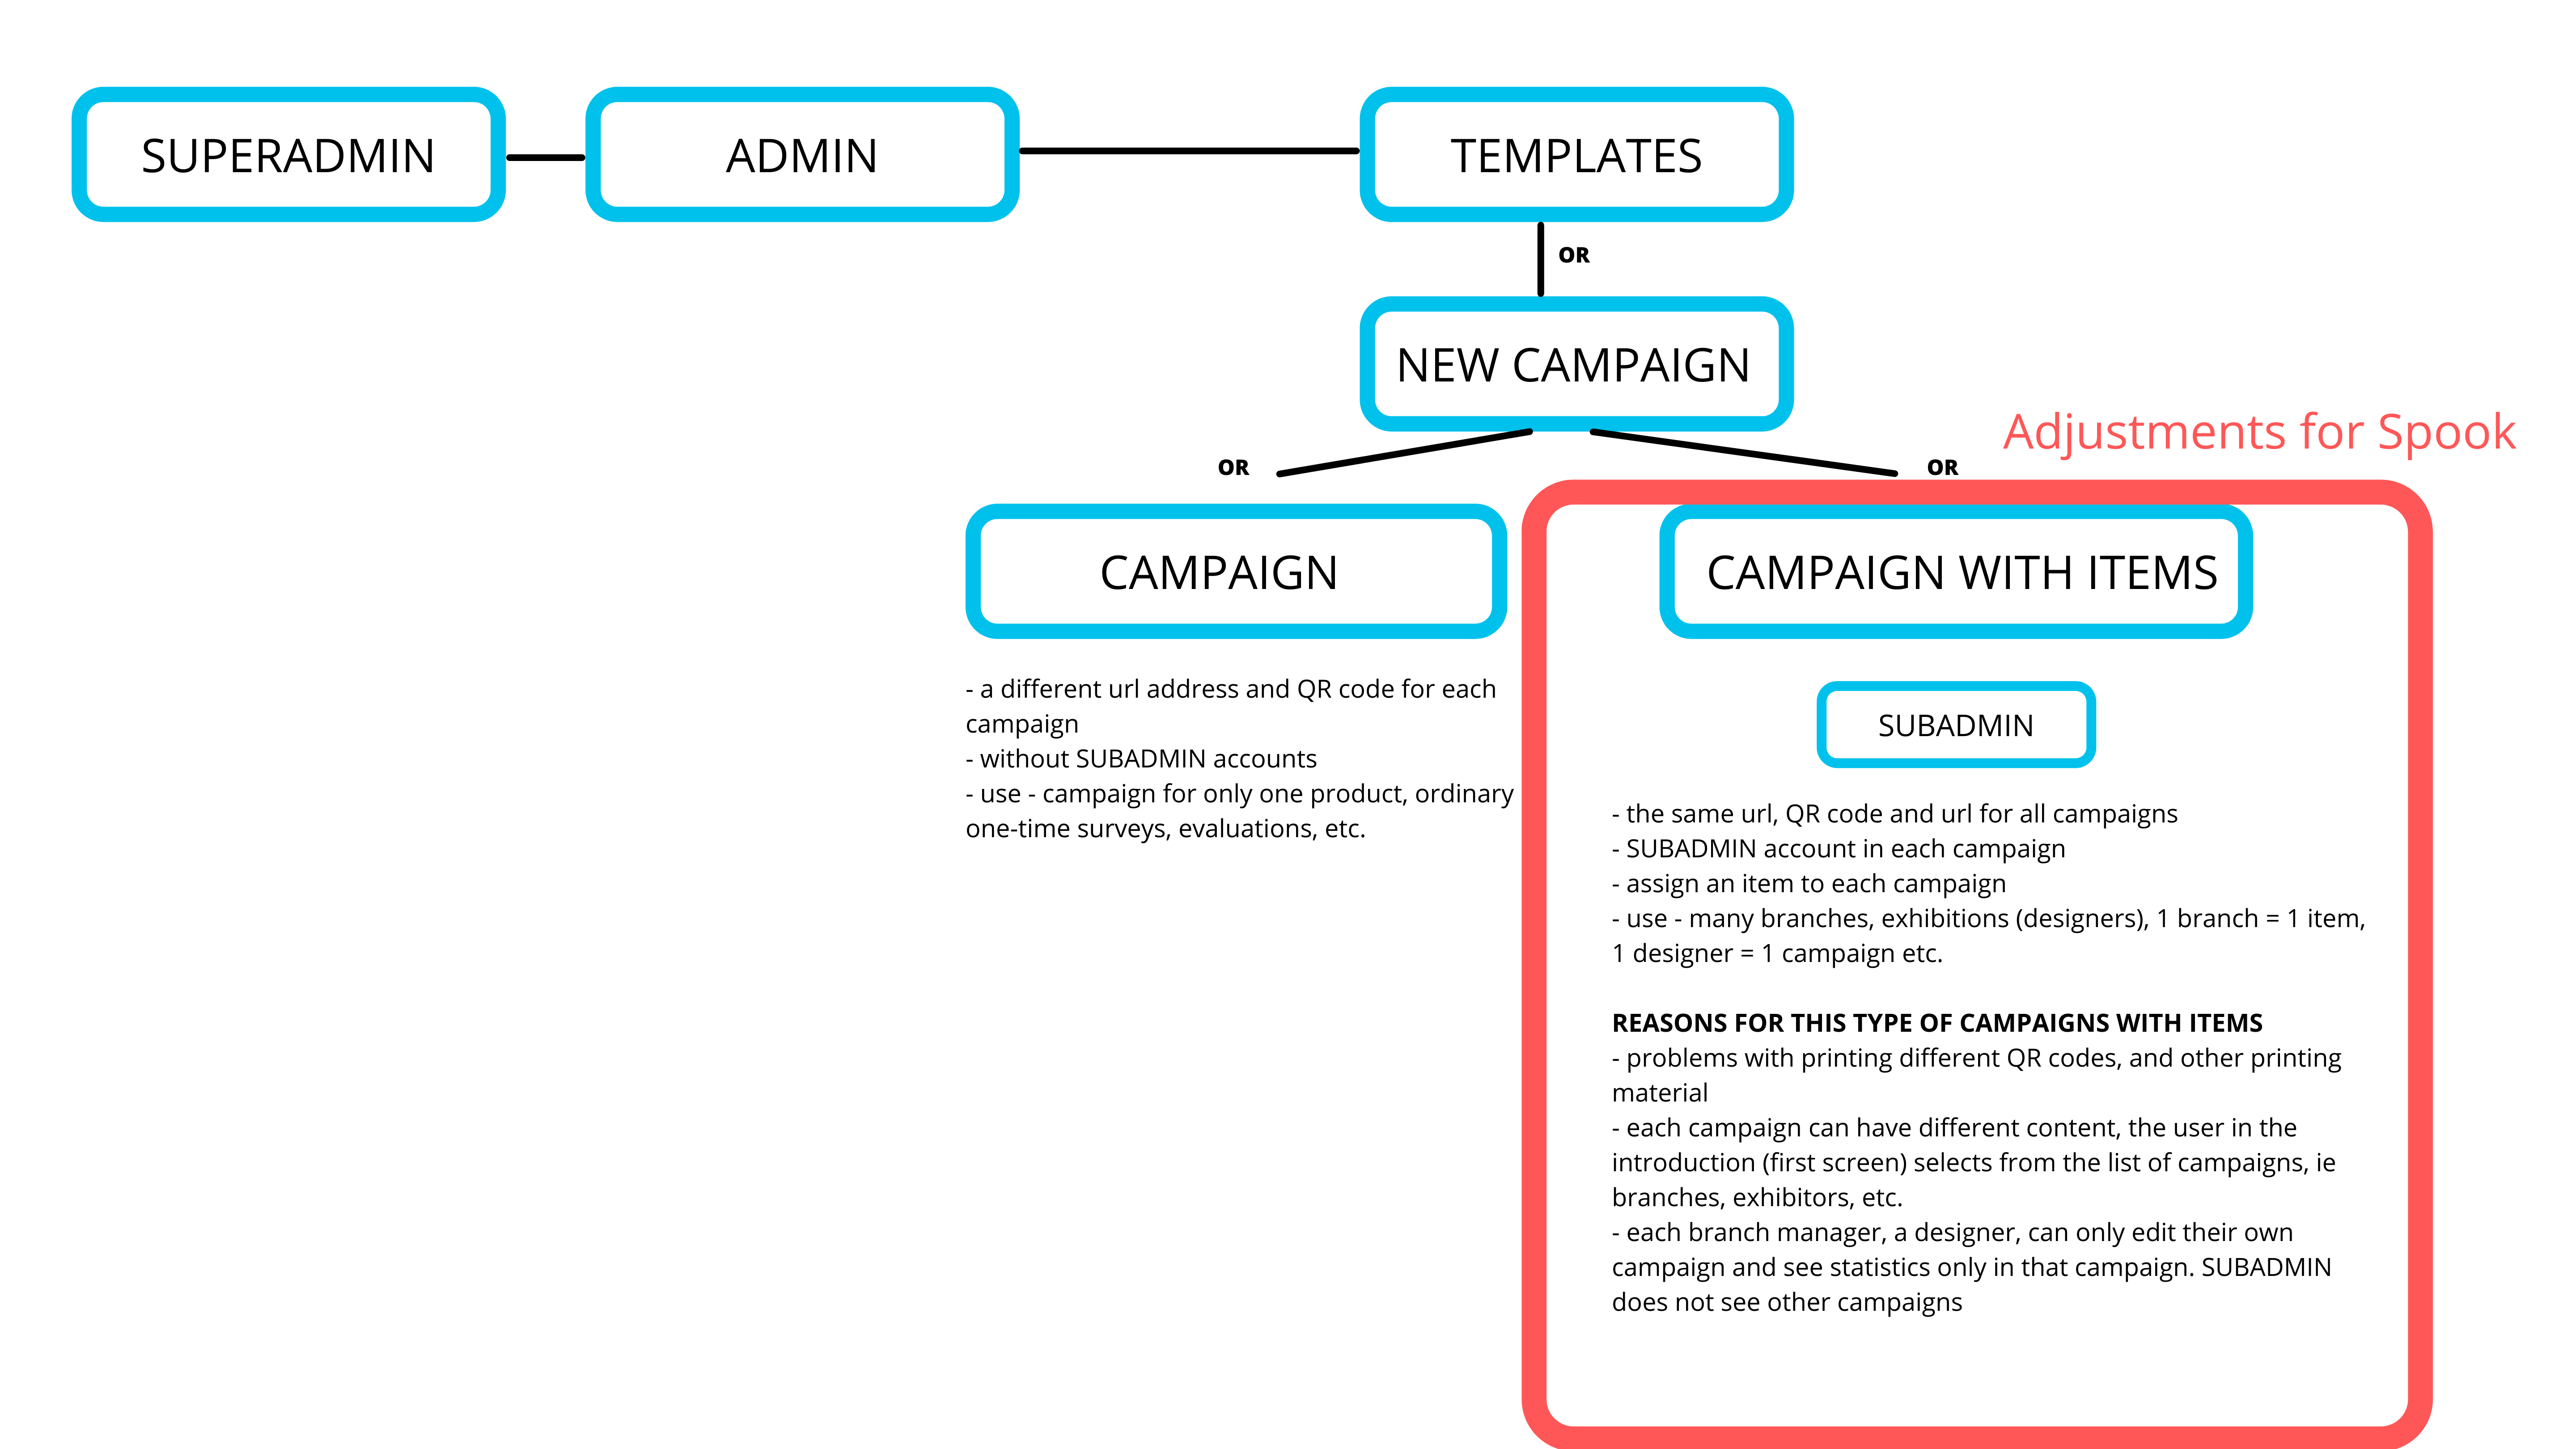 SUPERADMIN
ADMIN
TEMPLATES
OR
NEW CAMPAIGN
Adjustments for Spook
OR
OR
CAMPAIGN
- a different url address and QR code for each
campaign
- without SUBADMIN accounts
- use - campaign for only one product, ordinary
one-time surveys, evaluations, etc.
CAMPAIGN WITH ITEMS
SUBADMIN
- the same url, QR code and url for all campaigns
- SUBADMIN account in each campaign
- assign an item to each campaign
- use - many branches, exhibitions (designers), 1 branch = 1 item,
1 designer = 1 campaign etc.
REASONS FOR THIS TYPE OF CAMPAIGNS WITH ITEMS
- problems with printing different QR codes, and other printing
material
- each campaign can have different content, the user in the
introduction (first screen) selects from the list of campaigns, ie
branches, exhibitors, etc.
- each branch manager, a designer, can only edit their own
campaign and see statistics only in that campaign. SUBADMIN
does not see other campaigns